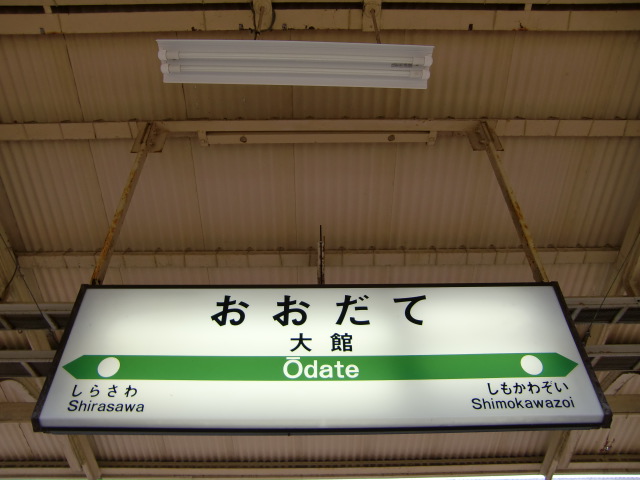 おおだて
大館
Ōdate
しらさわ
Shirasawa
しもかわぞい
Shimokawazoi